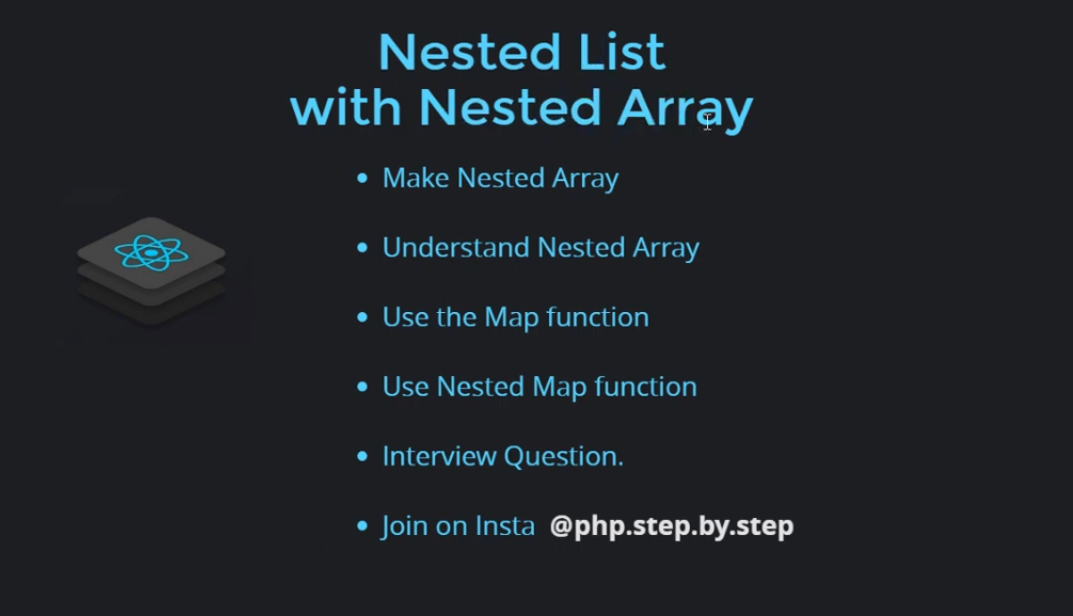 Nested List
with Nested Array
Make Nested Array
Understand Nested Array
Use the Map function
Use Nested Map function
Interview Question.
Join on Insta @php.step.by.step